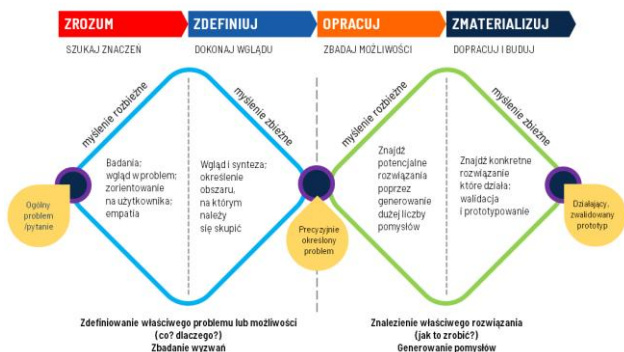 ZROZUM
ZDEFINIUJ
OPRACUJ
ZMATERIALIZUJ
SZUKAJ ZNACZEŃ
DOKONAJ WGLĄDU
ZBADAJ MOŻLIWOŚCI
DOPRACUJ I BUDUJ
myślenie rozbieżne
myślenie zbieżne
myślenie rozbieżne
myślenie zbieżne
Ogólny
problem
/pytanie
Badania;
wgląd w problem;
zorientowanie
na użytkownika;
empatia
Wgląd i synteza;
określenie
obszaru,
na którym
należy
się skupić
Precyzyjnie
określony
problem
Znajdź
potencjalne
rozwiązania
poprzez
generowanie
dużej liczby
pomysłów
Znajdź konkretne
rozwiązanie
które działa;
walidacja
i prototypowanie
Działający,
zwalidowany
prototyp
Zdefiniowanie właściwego problemu lub możliwości
(co? dlaczego?)
Zbadanie wyzwań
Znalezienie właściwego rozwiązania
(jak to zrobić?)
Generowanie pomysłów